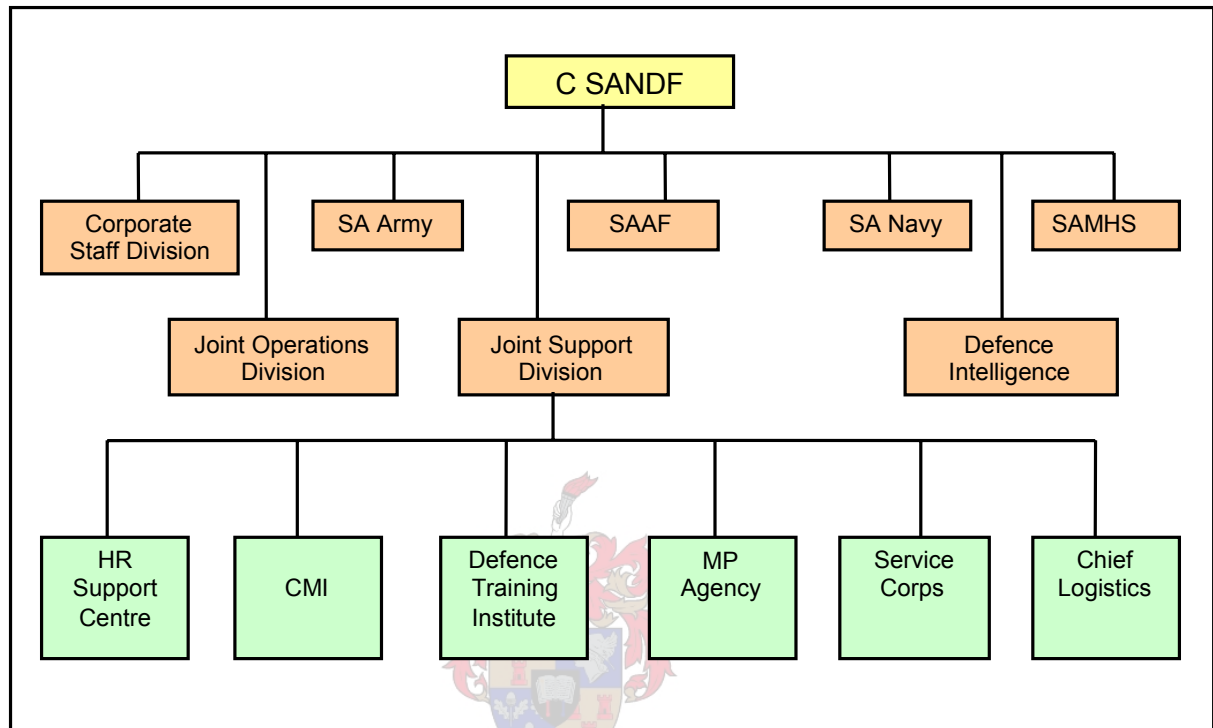 C SANDF
Corporate
Staff Division
SA Army
SAAF
SA Navy
SAMHS
Joint Operations
Division
Joint Support
Division
Defence
Intelligence
HR
Support
Centre
CMI
Defence
Training
Institute
MP
Agency
Service
Corps
Chief
Logistics